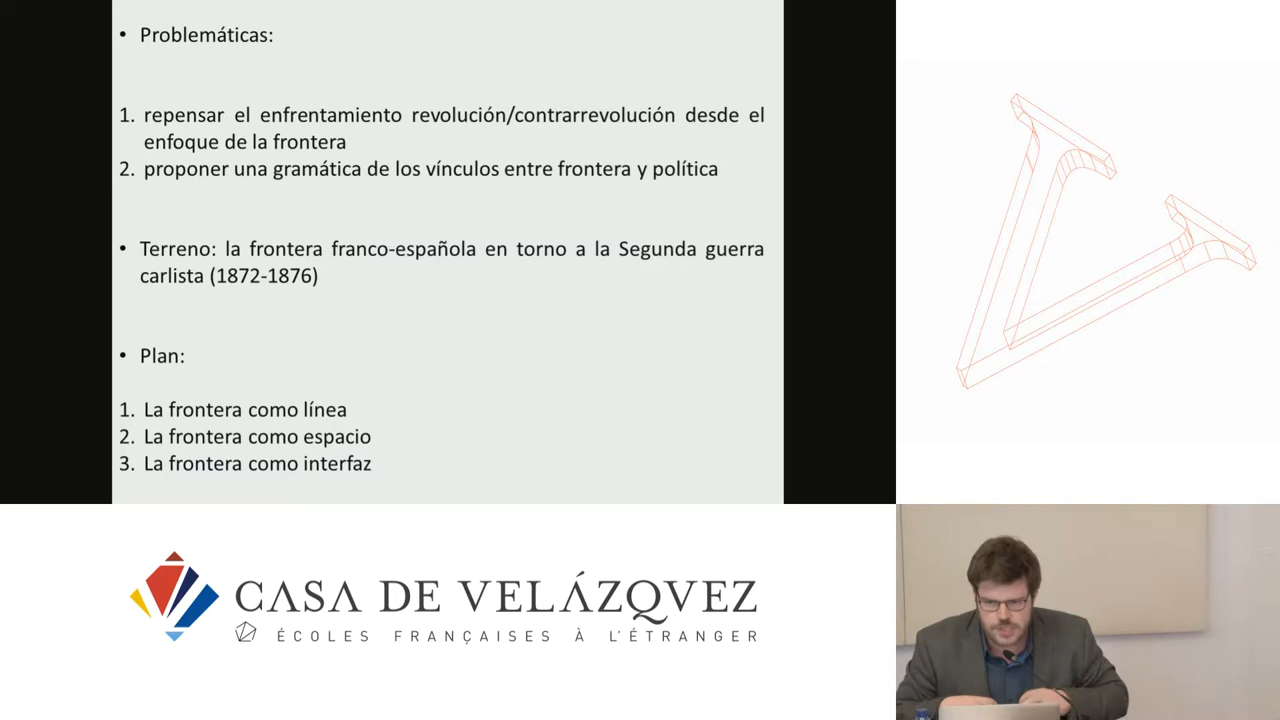 • Problemáticas:
1. repensar el enfrentamiento revolución/contrarrevolución desde el
enfoque de la frontera
2. proponer una gramática de los vínculos entre frontera y política
• Terreno: la frontera franco-española en torno a la Segunda guerra
carlista (1872-1876)
• Plan:
1. La frontera como línea
2. La frontera como espacio
3. La frontera como interfaz
CASA DE VELÁZQVEZ
ÉCOLES FRANÇAISES À L'ÉTRANGER